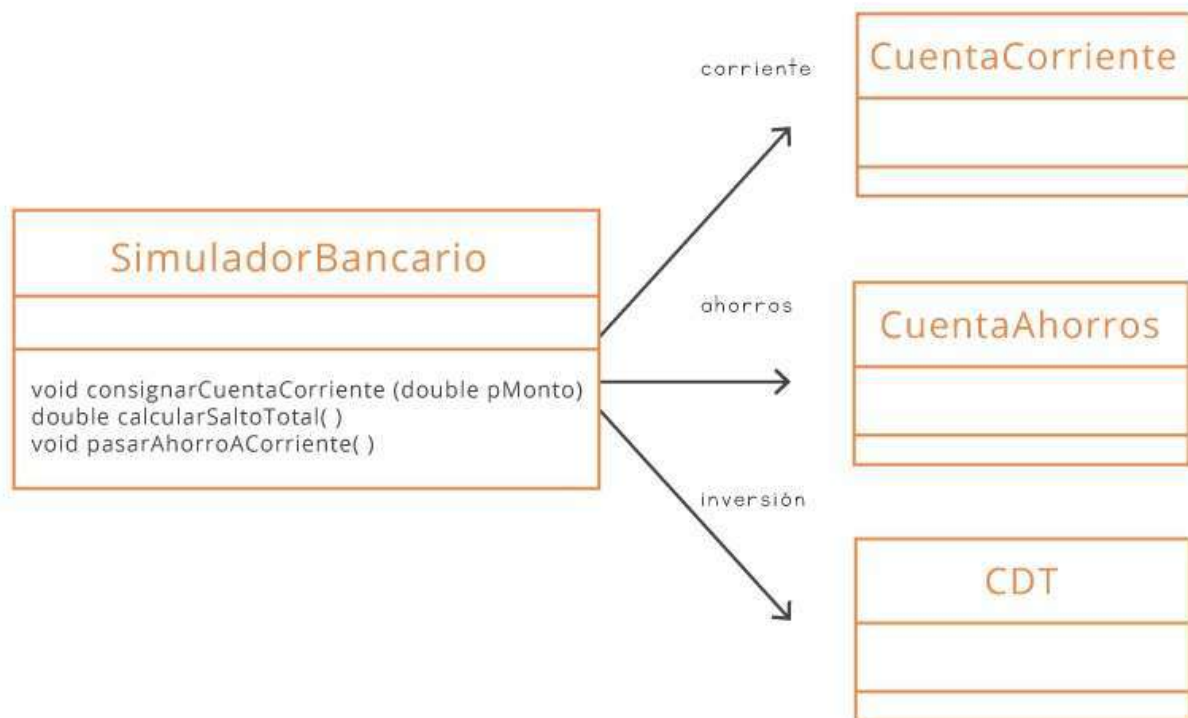 corriente
CuentaCorriente
SimuladorBancario
void consignarCuentaCorriente (double pMonto)
double calcularSaltoTotal( )
void pasarAhorroACorriente( )
ahorros
CuentaAhorros
inversión
CDT